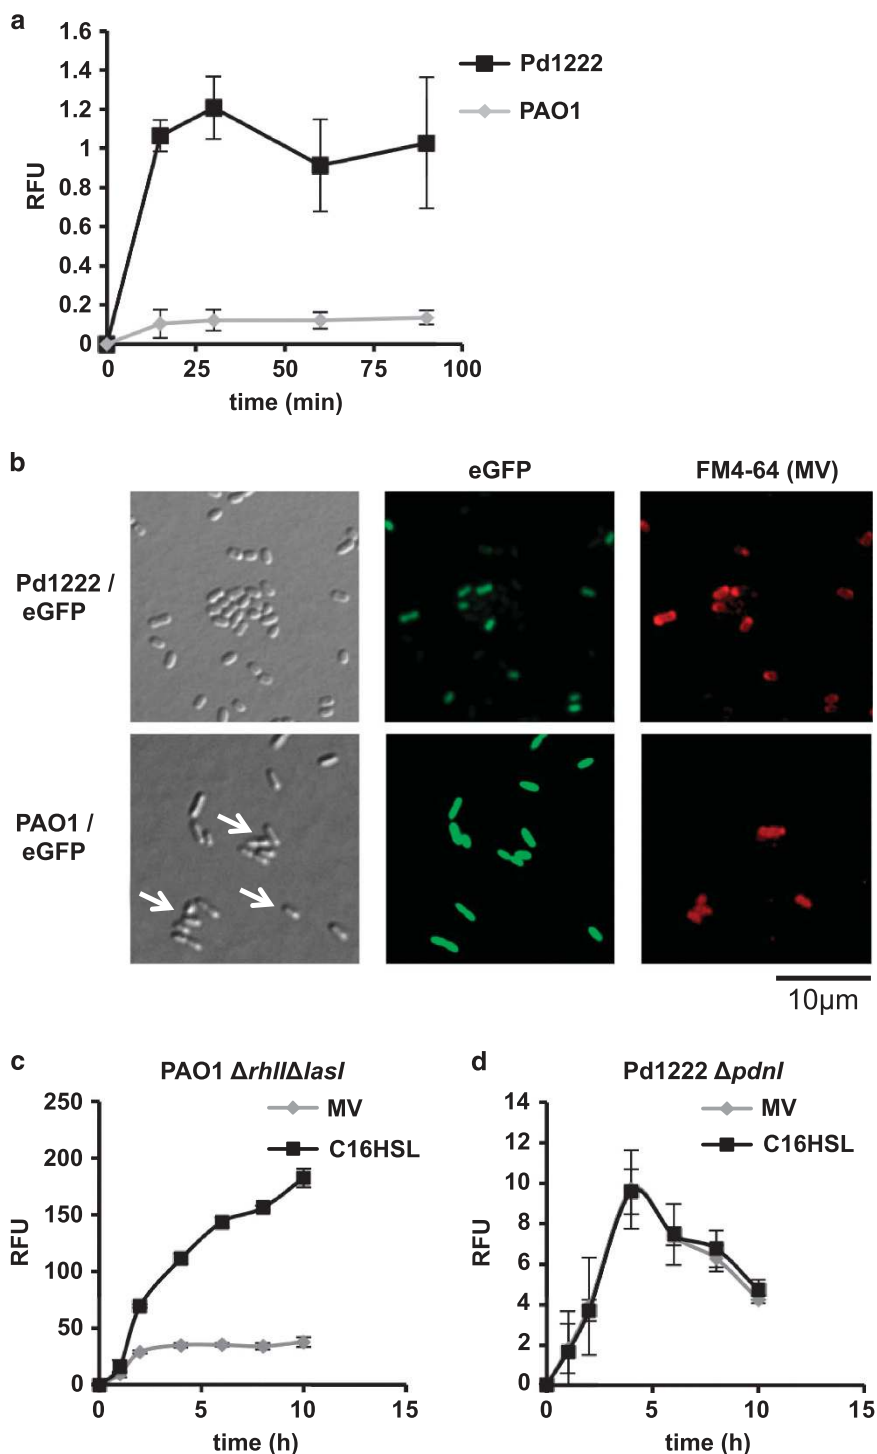 a
1.6
1.4
1.2
1
0.8
0.6
0.4
0.2
0
RFU
0 25 50 75 100
time (min)
Pd1222
PAO1
b
eGFP FM4-64 (MV)
Pd1222 /
eGFP
PAO1 /
eGFP
10µm
c
PAO1 ΔrhlIΔlasI
MV
C16HSL
250
200
150
100
50
0
RFU
0 5 10 15
time (h)
d
Pd1222 ΔpdnI
MV
C16HSL
14
12
10
8
6
4
2
0
RFU
0 5 10 15
time (h)